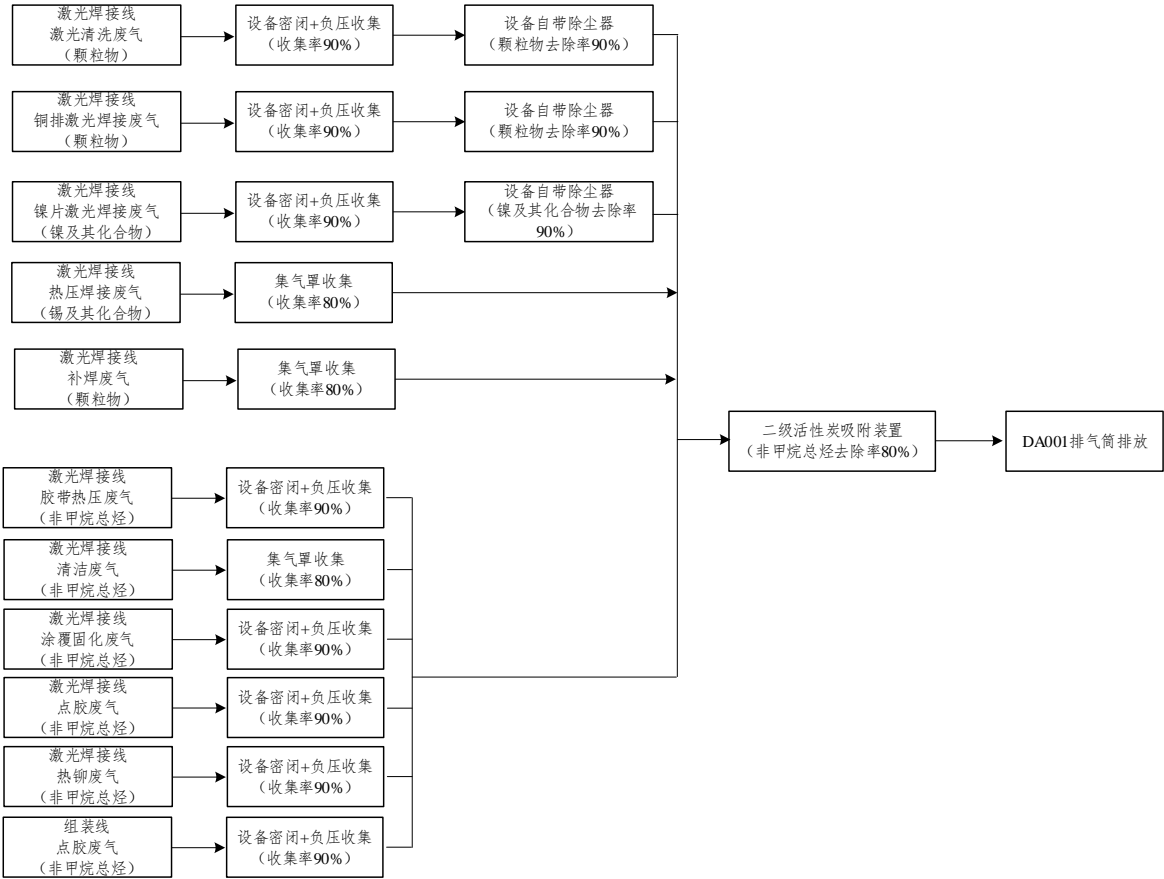 激光焊接线
激光清洗废气
（颗粒物）
设备密闭+负压收集
（收集率90%）
设备自带除尘器
（颗粒物去除率90%）
激光焊接线
铜排激光焊接废气
（颗粒物）
设备密闭+负压收集
（收集率90%）
设备自带除尘器
（颗粒物去除率90%）
激光焊接线
镍片激光焊接废气
（镍及其化合物）
设备密闭+负压收集
（收集率90%）
设备自带除尘器
（镍及其化合物去除率
90%）
激光焊接线
热压焊接废气
（锡及其化合物）
集气罩收集
（收集率80%）
激光焊接线
补焊废气
（颗粒物）
集气罩收集
（收集率80%）
二级活性炭吸附装置
（非甲烷总烃去除率80%）
DA001排气筒排放
激光焊接线
胶带热压废气
（非甲烷总烃）
设备密闭+负压收集
（收集率90%）
激光焊接线
清洁废气
（非甲烷总烃）
集气罩收集
（收集率80%）
激光焊接线
涂覆固化废气
（非甲烷总烃）
设备密闭+负压收集
（收集率90%）
激光焊接线
点胶废气
（非甲烷总烃）
设备密闭+负压收集
（收集率90%）
激光焊接线
热铆废气
（非甲烷总烃）
设备密闭+负压收集
（收集率90%）
组装线
点胶废气
（非甲烷总烃）
设备密闭+负压收集
（收集率90%）